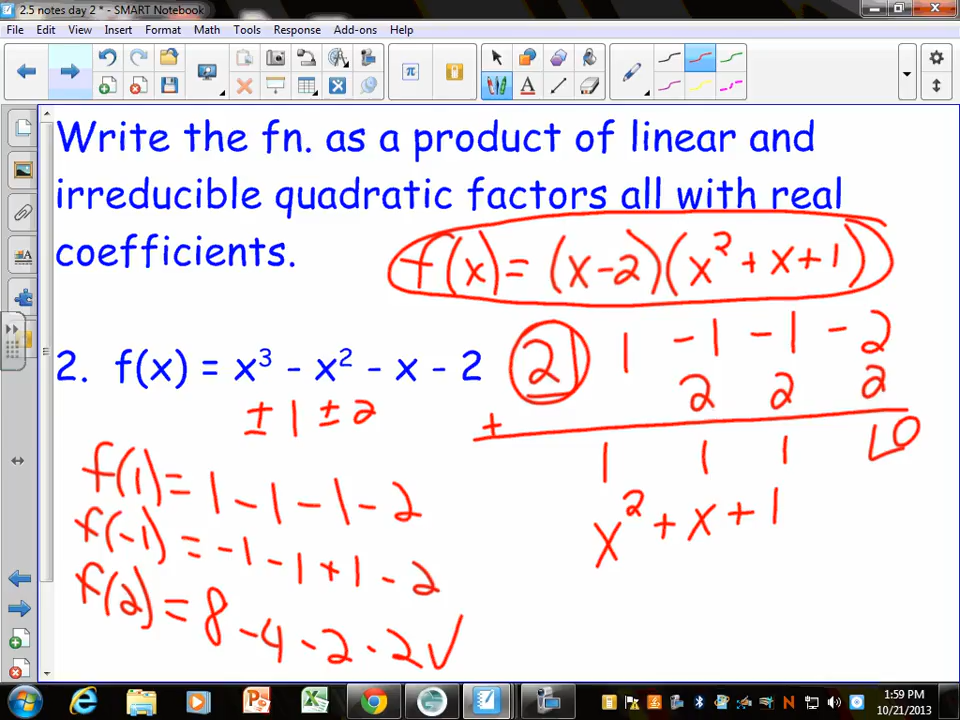 2.5 notes day 2 * - SMART Notebook
File Edit View Insert Format Math Tools Response Add-ons Help
Write the fn. as a product of linear and
irreducible quadratic factors all with real
coefficients.
f(x) = (x-2)(x² + x + 1)
2. f(x) = x³ - x² - x - 2
2| 1 -1 -1 -2
± 1 ± 2
+ 2 2 2
1 1 1 |0
x² + x + 1
f(1) = 1 - 1 - 1 - 2
f(-1) = -1 - 1 + 1 - 2
f(2) = 8 - 4 - 2 - 2 ✓
1:59 PM
10/21/2013